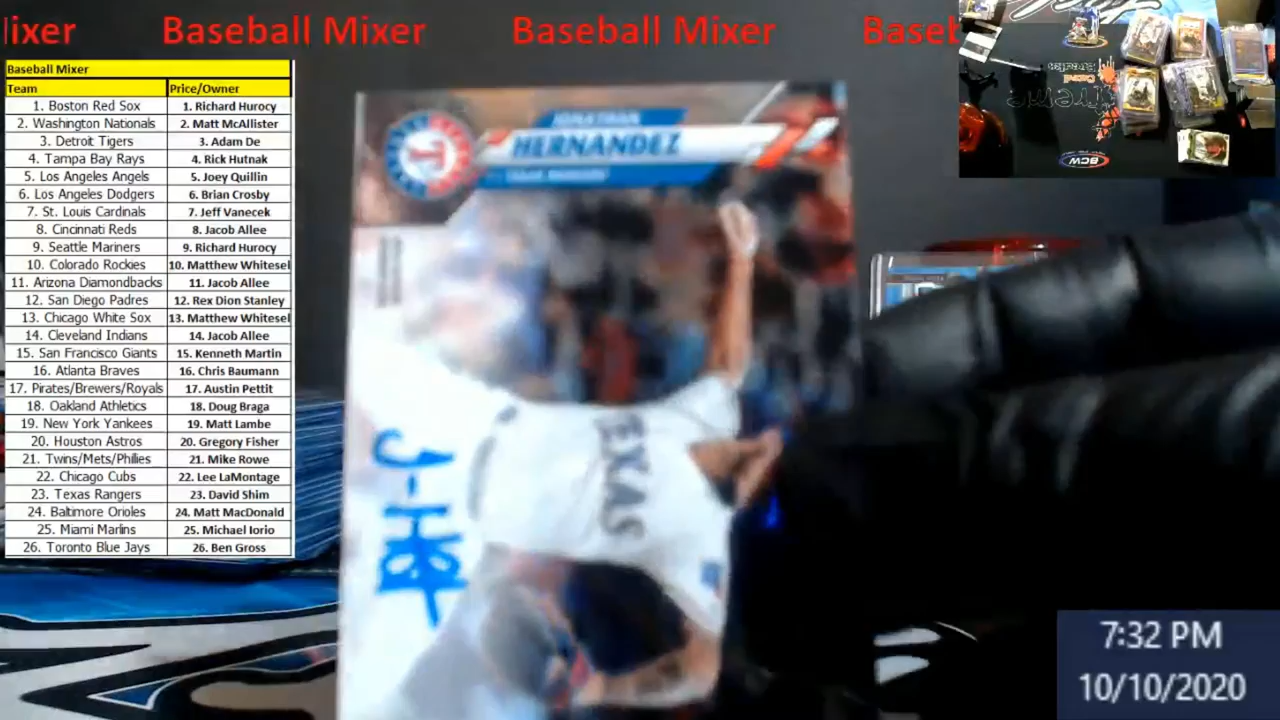 lixer Baseball Mixer Baseball Mixer Baseb
Baseball Mixer
Team Price/Owner
1. Boston Red Sox 1. Richard Hurocy
2. Washington Nationals 2. Matt McAllister
3. Detroit Tigers 3. Adam De
4. Tampa Bay Rays 4. Rick Hutnak
5. Los Angeles Angels 5. Joey Quillin
6. Los Angeles Dodgers 6. Brian Crosby
7. St. Louis Cardinals 7. Jeff Vanecek
8. Cincinnati Reds 8. Jacob Allee
9. Seattle Mariners 9. Richard Hurocy
10. Colorado Rockies 10. Matthew Whitesel
11. Arizona Diamondbacks 11. Jacob Allee
12. San Diego Padres 12. Rex Dion Stanley
13. Chicago White Sox 13. Matthew Whitesel
14. Cleveland Indians 14. Jacob Allee
15. San Francisco Giants 15. Kenneth Martin
16. Atlanta Braves 16. Chris Baumann
17. Pirates/Brewers/Royals 17. Austin Pettit
18. Oakland Athletics 18. Doug Braga
19. New York Yankees 19. Matt Lambe
20. Houston Astros 20. Gregory Fisher
21. Twins/Mets/Phillies 21. Mike Rowe
22. Chicago Cubs 22. Lee LaMontage
23. Texas Rangers 23. David Shim
24. Baltimore Orioles 24. Matt MacDonald
25. Miami Marlins 25. Michael Iorio
26. Toronto Blue Jays 26. Ben Gross
JONATHAN
HERNANDEZ
T
TEXAS
BCW
7:32 PM
10/10/2020